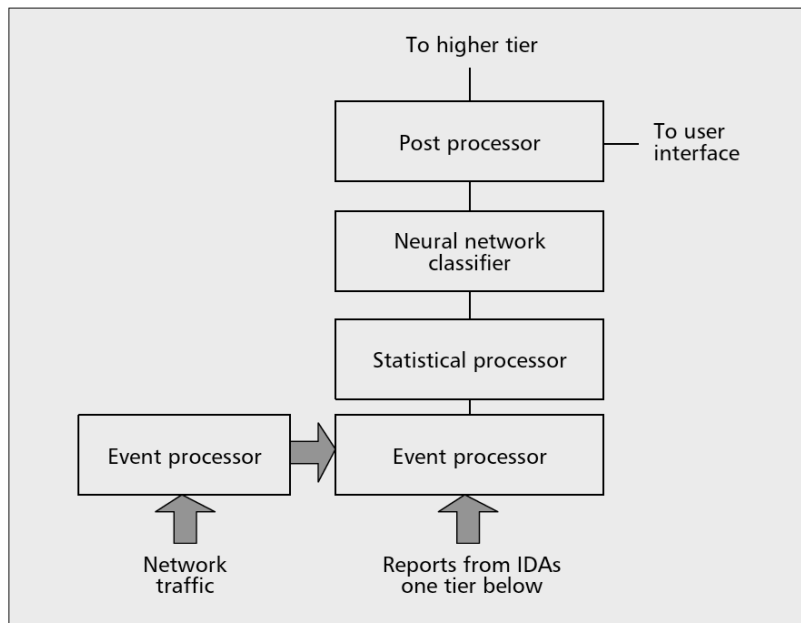 To higher tier
Post processor
To user
interface
Neural network
classifier
Statistical processor
Event processor
Event processor
Network
traffic
Reports from IDAs
one tier below